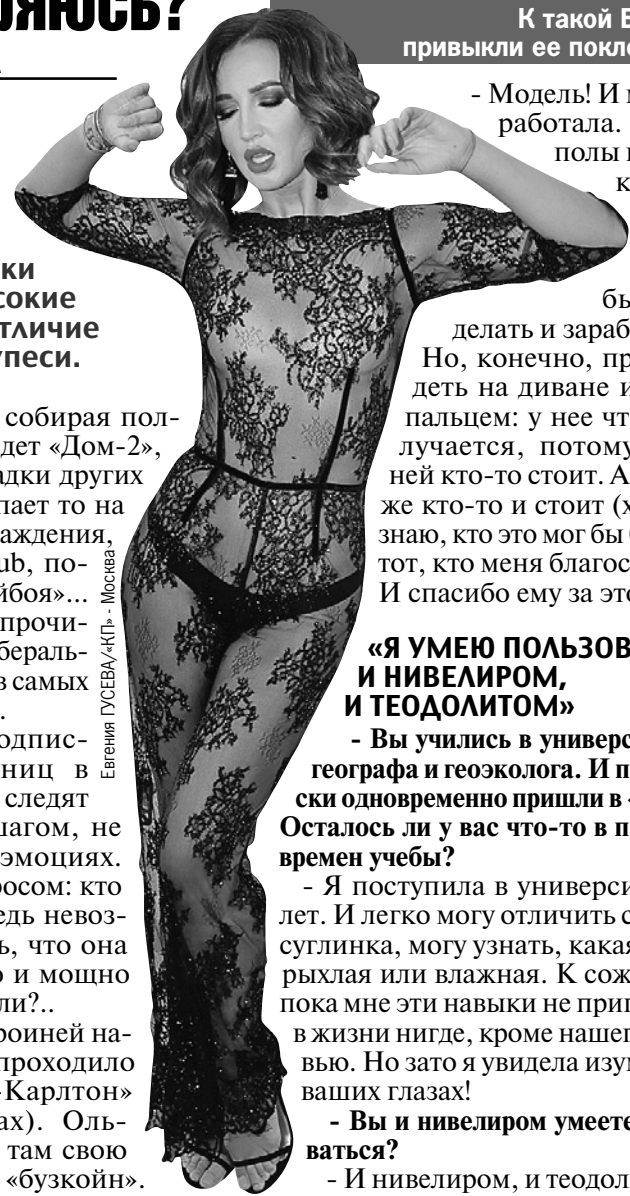 ЯЮСЬ?
К такой
привыкли ее
ки
сокие
тличие
упеси.
собирая пол-
дет «Дом-2»,
адки других
пает то на
аждения,
ub, по-
йбоя»...
прочи-
берaль-
в самых
.
одпис-
ниц в
следят
шагом, не
эмоциях.
росом: кто
едь невоз-
ь, что она
о и мощно
ли?..
роиней на-
проходило
-Карлтон»
ах). Оль-
там свою
«бузкойн».
Евгения ГУСЕВА/«КП» - Москва
- Модель! И
работала.
полы
бы
делать и зараб
Но, конечно, пр
деть на диване и
пальцем: у нее чт
лучается, потому
ней кто-то стоит. А
же кто-то и стоит (х
знаю, кто это мог бы
тот, кто меня благос
И спасибо ему за это
«Я УМЕЮ ПОЛЬЗОВ
И НИВЕЛИРОМ,
И ТЕОДОЛИТОМ»
- Вы учились в универс
географа и геоэколога. И п
ски одновременно пришли в
Осталось ли у вас что-то в п
времен учебы?
- Я поступила в универси
лет. И легко могу отличить с
суглинка, могу узнать, какая
рыхлая или влажная. К сож
пока мне эти навыки не приг
в жизни нигде, кроме нашег
вью. Но зато я увидела изум
ваших глазах!
- Вы и нивелиром умеете
ваться?
- И нивелиром, и теодол